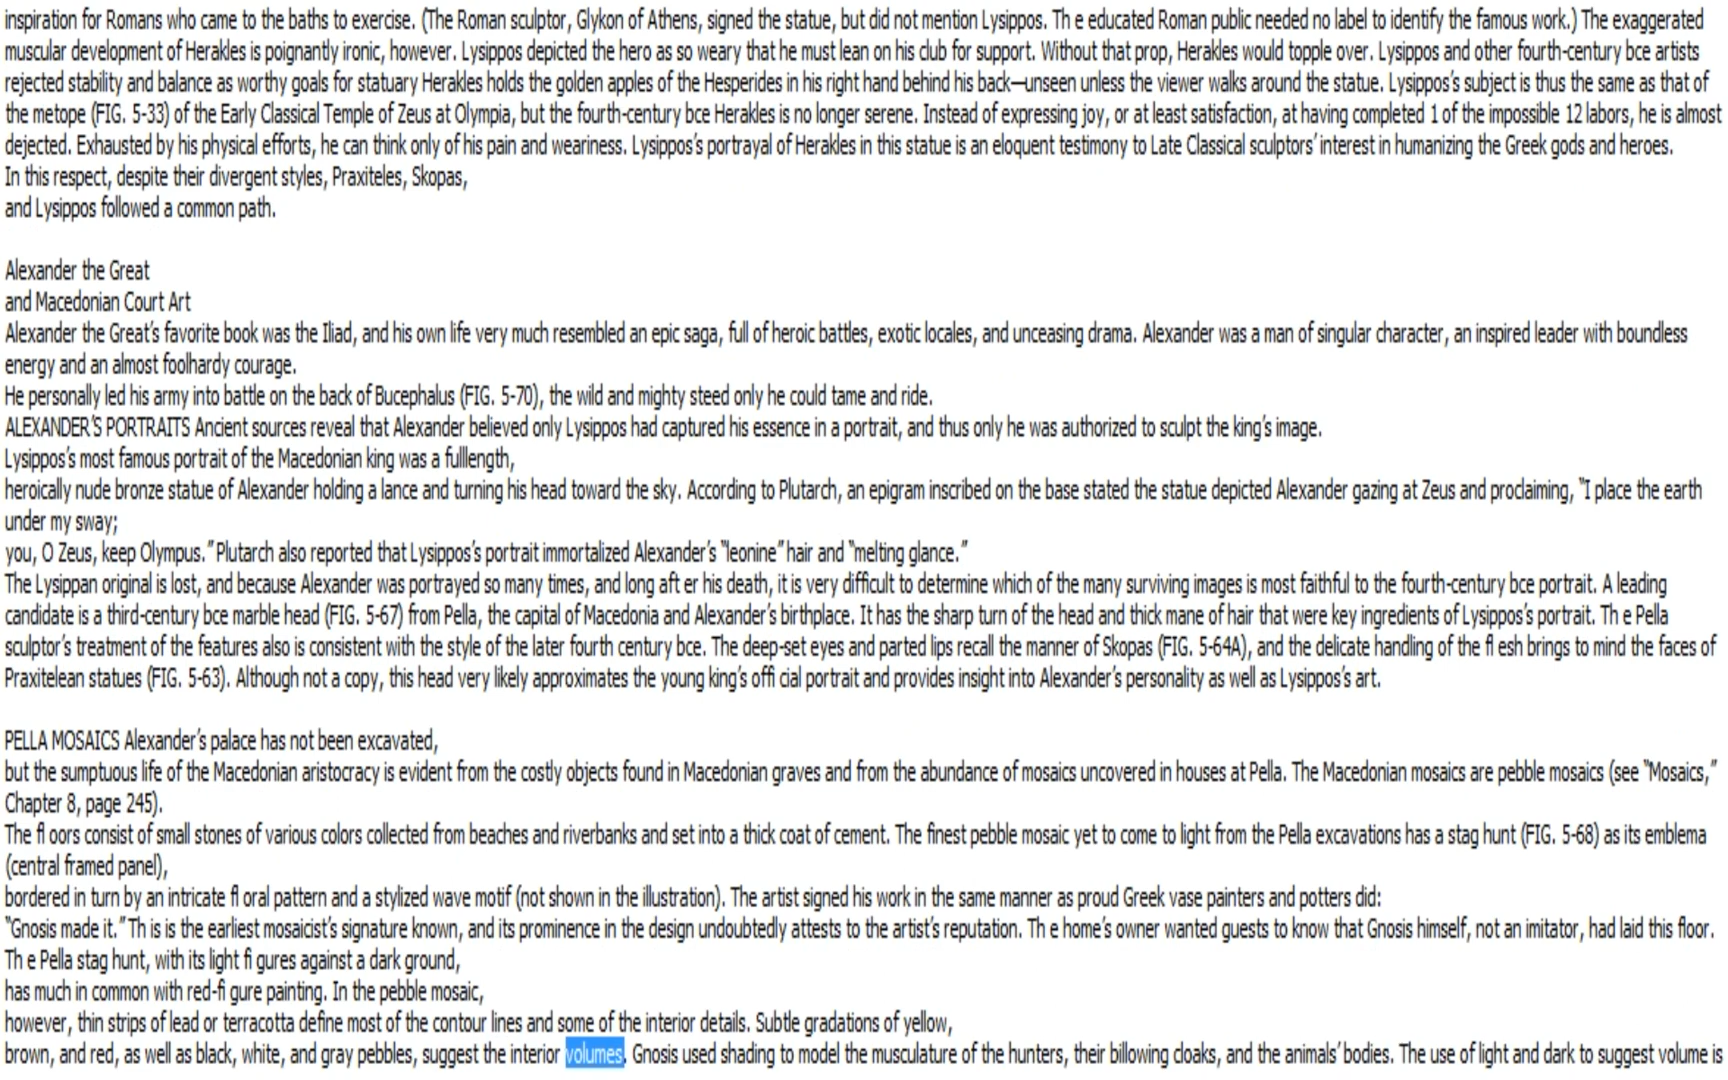 inspiration for Romans who came to the baths to exercise. (The Roman sculptor, Glykon of Athens, signed the statue, but did not mention Lysippos. Th e educated Roman public needed no label to identify the famous work.) The exaggerated
muscular development of Herakles is poignantly ironic, however. Lysippos depicted the hero as so weary that he must lean on his club for support. Without that prop, Herakles would topple over. Lysippos and other fourth-century bce artists
rejected stability and balance as worthy goals for statuary Herakles holds the golden apples of the Hesperides in his right hand behind his back—unseen unless the viewer walks around the statue. Lysippos's subject is thus the same as that of
the metope (FIG. 5-33) of the Early Classical Temple of Zeus at Olympia, but the fourth-century bce Herakles is no longer serene. Instead of expressing joy, or at least satisfaction, at having completed 1 of the impossible 12 labors, he is almost
dejected. Exhausted by his physical efforts, he can think only of his pain and weariness. Lysippos's portrayal of Herakles in this statue is an eloquent testimony to Late Classical sculptors' interest in humanizing the Greek gods and heroes.
In this respect, despite their divergent styles, Praxiteles, Skopas,
and Lysippos followed a common path.
Alexander the Great
and Macedonian Court Art
Alexander the Great's favorite book was the Iliad, and his own life very much resembled an epic saga, full of heroic battles, exotic locales, and unceasing drama. Alexander was a man of singular character, an inspired leader with boundless
energy and an almost foolhardy courage.
He personally led his army into battle on the back of Bucephalus (FIG. 5-70), the wild and mighty steed only he could tame and ride.
ALEXANDER'S PORTRAITS Ancient sources reveal that Alexander believed only Lysippos had captured his essence in a portrait, and thus only he was authorized to sculpt the king's image.
Lysippos's most famous portrait of the Macedonian king was a fulllength,
heroically nude bronze statue of Alexander holding a lance and turning his head toward the sky. According to Plutarch, an epigram inscribed on the base stated the statue depicted Alexander gazing at Zeus and proclaiming, "I place the earth
under my sway;
you, O Zeus, keep Olympus." Plutarch also reported that Lysippos's portrait immortalized Alexander's "leonine" hair and "melting glance."
The Lysippan original is lost, and because Alexander was portrayed so many times, and long aft er his death, it is very difficult to determine which of the many surviving images is most faithful to the fourth-century bce portrait. A leading
candidate is a third-century bce marble head (FIG. 5-67) from Pella, the capital of Macedonia and Alexander's birthplace. It has the sharp turn of the head and thick mane of hair that were key ingredients of Lysippos's portrait. Th e Pella
sculptor's treatment of the features also is consistent with the style of the later fourth century bce. The deep-set eyes and parted lips recall the manner of Skopas (FIG. 5-64A), and the delicate handling of the fl esh brings to mind the faces of
Praxitelean statues (FIG. 5-63). Although not a copy, this head very likely approximates the young king's offi cial portrait and provides insight into Alexander's personality as well as Lysippos's art.
PELLA MOSAICS Alexander's palace has not been excavated,
but the sumptuous life of the Macedonian aristocracy is evident from the costly objects found in Macedonian graves and from the abundance of mosaics uncovered in houses at Pella. The Macedonian mosaics are pebble mosaics (see "Mosaics,"
Chapter 8, page 245).
The fl oors consist of small stones of various colors collected from beaches and riverbanks and set into a thick coat of cement. The finest pebble mosaic yet to come to light from the Pella excavations has a stag hunt (FIG. 5-68) as its emblema
(central framed panel),
bordered in turn by an intricate fl oral pattern and a stylized wave motif (not shown in the illustration). The artist signed his work in the same manner as proud Greek vase painters and potters did:
"Gnosis made it." Th is is the earliest mosaicist's signature known, and its prominence in the design undoubtedly attests to the artist's reputation. Th e home's owner wanted guests to know that Gnosis himself, not an imitator, had laid this floor.
Th e Pella stag hunt, with its light fi gures against a dark ground,
has much in common with red-fi gure painting. In the pebble mosaic,
however, thin strips of lead or terracotta define most of the contour lines and some of the interior details. Subtle gradations of yellow,
brown, and red, as well as black, white, and gray pebbles, suggest the interior volumes. Gnosis used shading to model the musculature of the hunters, their billowing cloaks, and the animals' bodies. The use of light and dark to suggest volume is